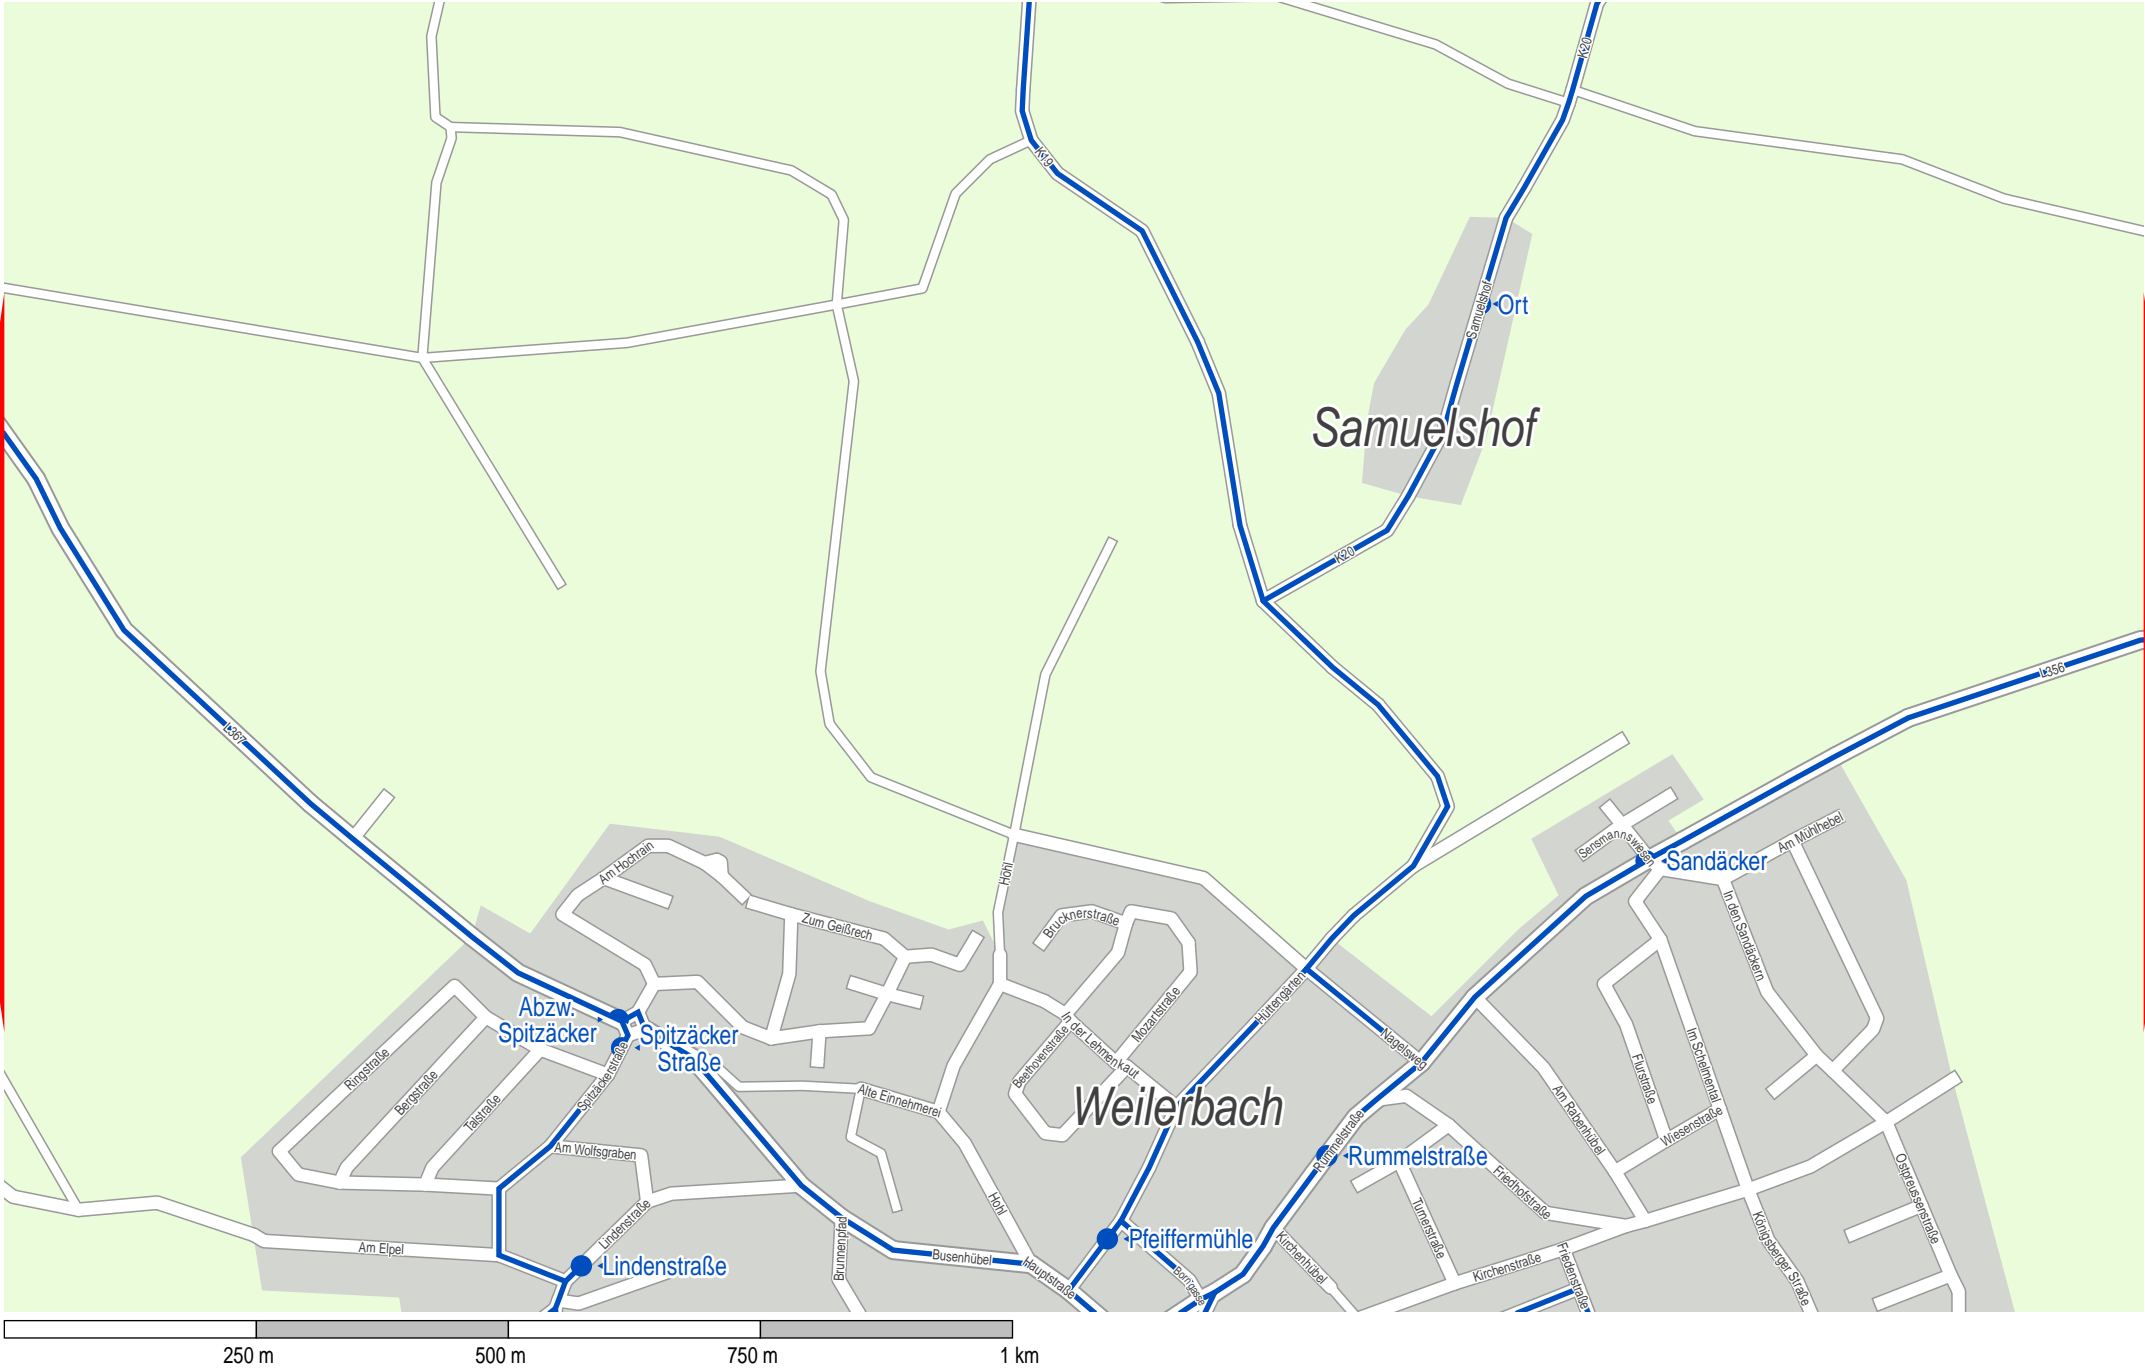 K20
K19
Samuelshof
Ort
Samuelshof
K20
L356
L367
Sensmannswiesen
Am Mühlhebel
Sandäcker
Am Hochrain
Höhl
Zum Geißrech
Brucknerstraße
In den Sandäckern
Hüttengärten
Mozartstraße
Abzw.
Spitzäcker
Spitzäcker
Straße
In der Lehmenkaut
Nagelsweg
Ringstraße
Bergstraße
Talstraße
Spitzäckerstraße
Beethovenstraße
Flurstraße
Im Schelmental
Alte Einnehmerei
Weilerbach
Am Rabenhübel
Wiesenstraße
Rummelstraße
Rummelstraße
Am Wolfsgraben
Friedhofstraße
Ostpreussenstraße
Hohl
Lindenstraße
Turnerstraße
Am Elpel
Brunnenpfad
Busenhübel
Pfeiffermühle
Kirchenhübel
Königsberger Straße
Lindenstraße
Hauptstraße
Borngasse
Kirchenstraße
Friedenstraße
250 m
500 m
750 m
1 km